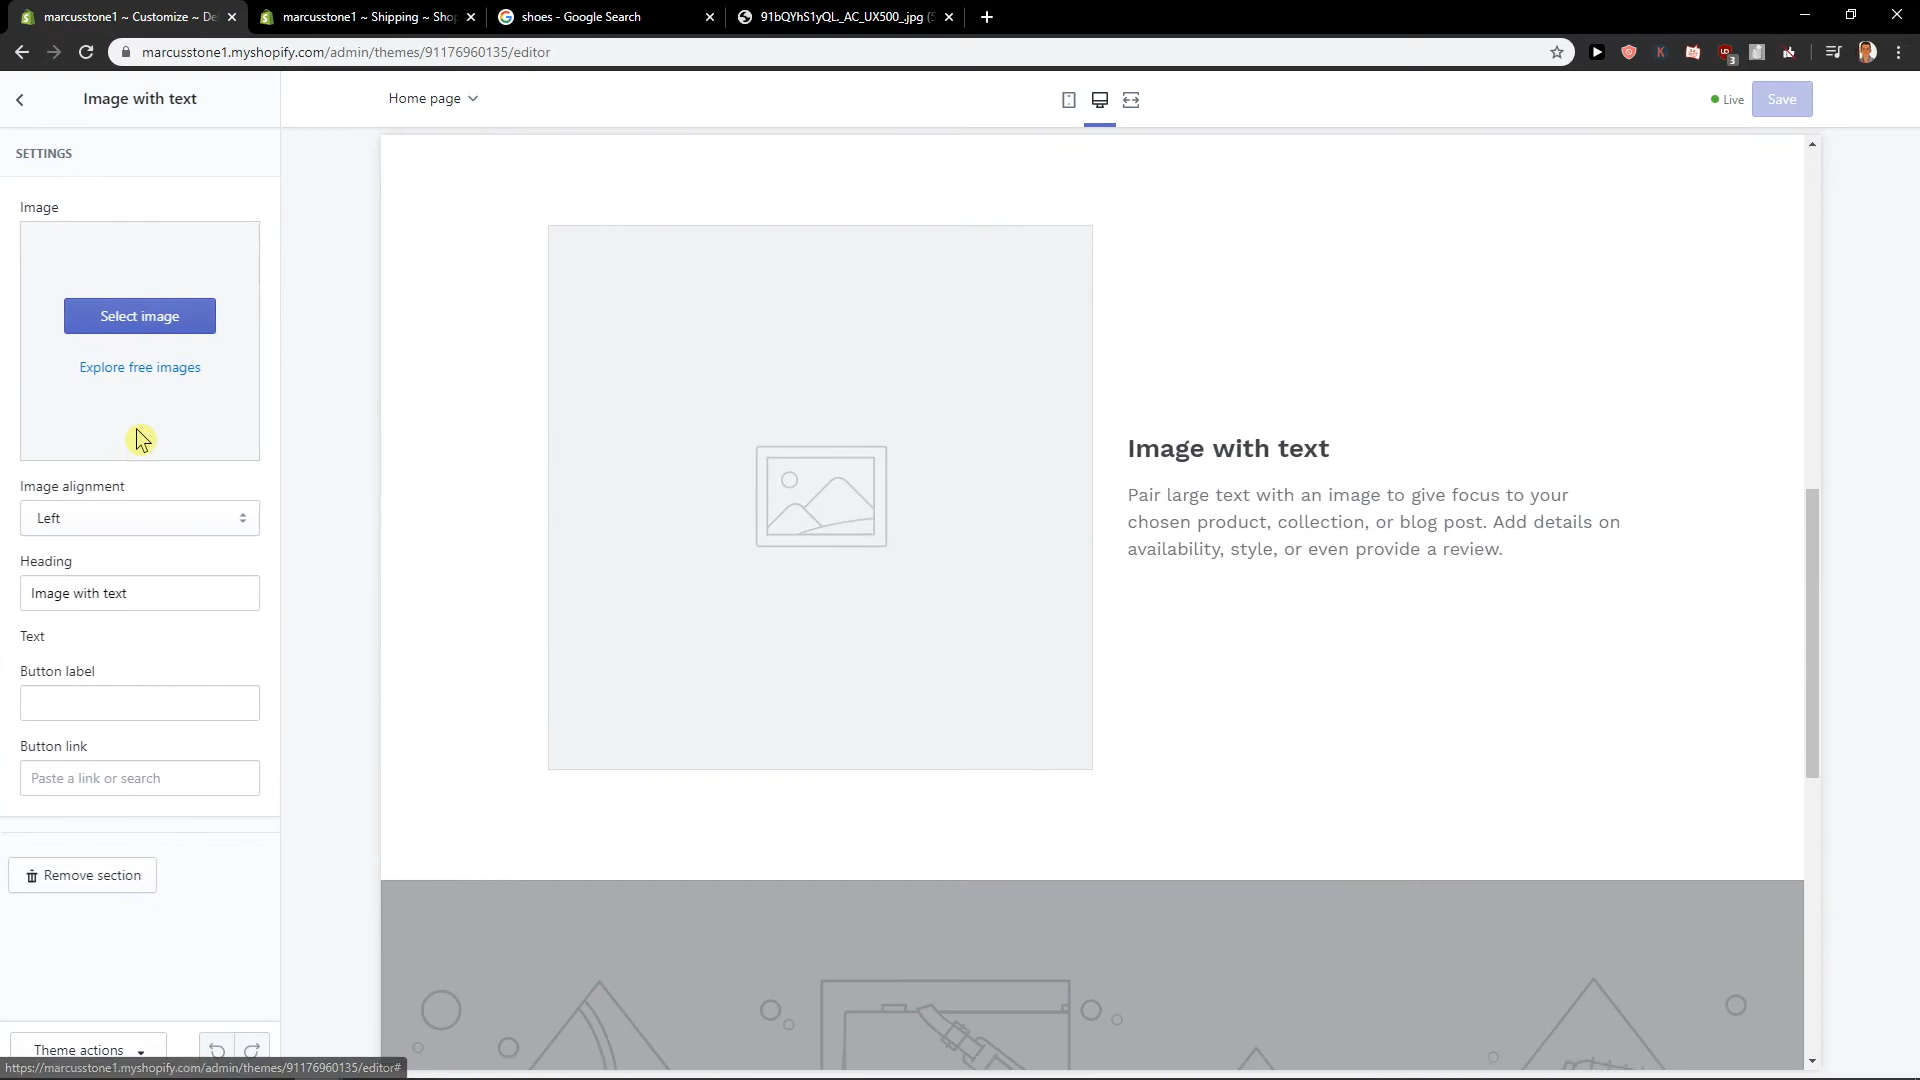 marcusstone1 ~ Customize ~ De
marcusstone1 ~ Shipping ~ Shop
shoes - Google Search
91bQYhS1yQL._AC_UX500_.jpg (5
marcusstone1.myshopify.com/admin/themes/91176960135/editor
3
Image with text
Home page
Live
Save
SETTINGS
Image
Select image
Explore free images
Image alignment
Left
Heading
Image with text
Text
Button label
Button link
Paste a link or search
Remove section
Theme actions
https://marcusstone1.myshopify.com/admin/themes/91176960135/editor#
Image with text
Pair large text with an image to give focus to your
chosen product, collection, or blog post. Add details on
availability, style, or even provide a review.